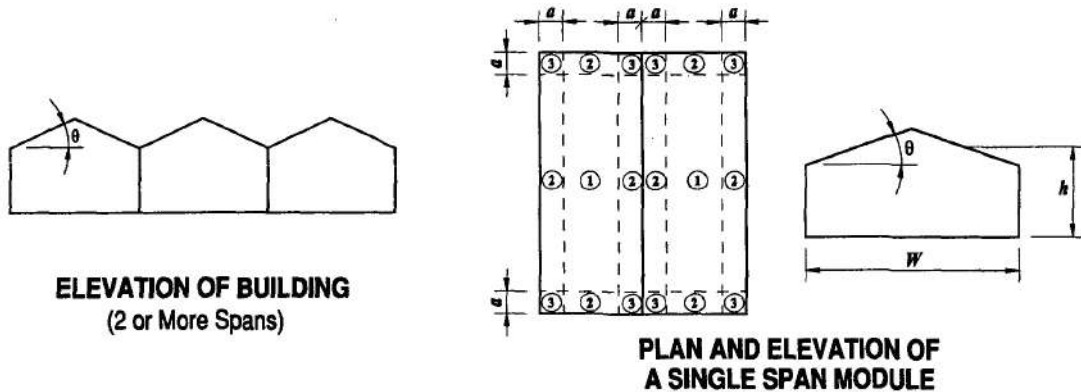 θ
ELEVATION OF BUILDING
(2 or More Spans)
a a a a
a
3 2 3 3 2 3
2 1 2 2 1 2
a
3 2 3 3 2 3
θ
h
W
PLAN AND ELEVATION OF
A SINGLE SPAN MODULE